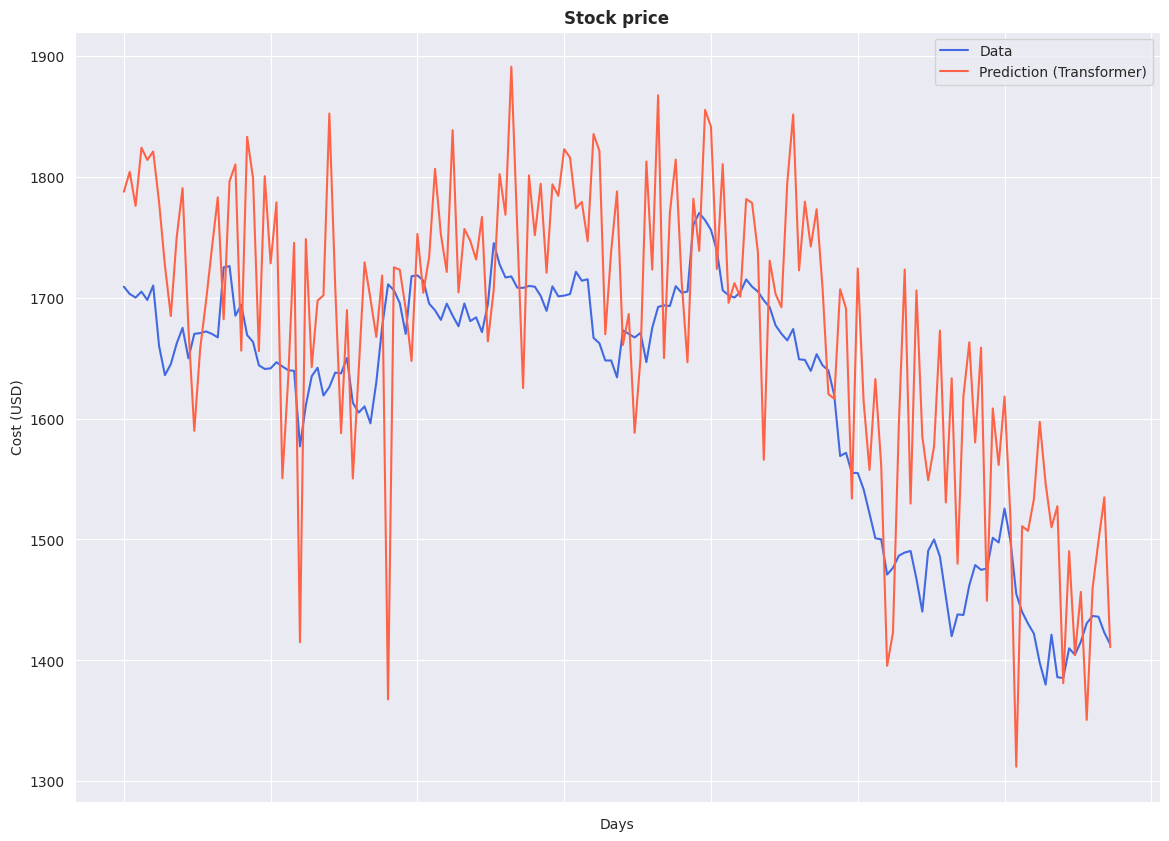 Stock price
Data
Prediction (Transformer)
1900
1800
1700
1600
1500
1400
1300
Cost (USD)
Days